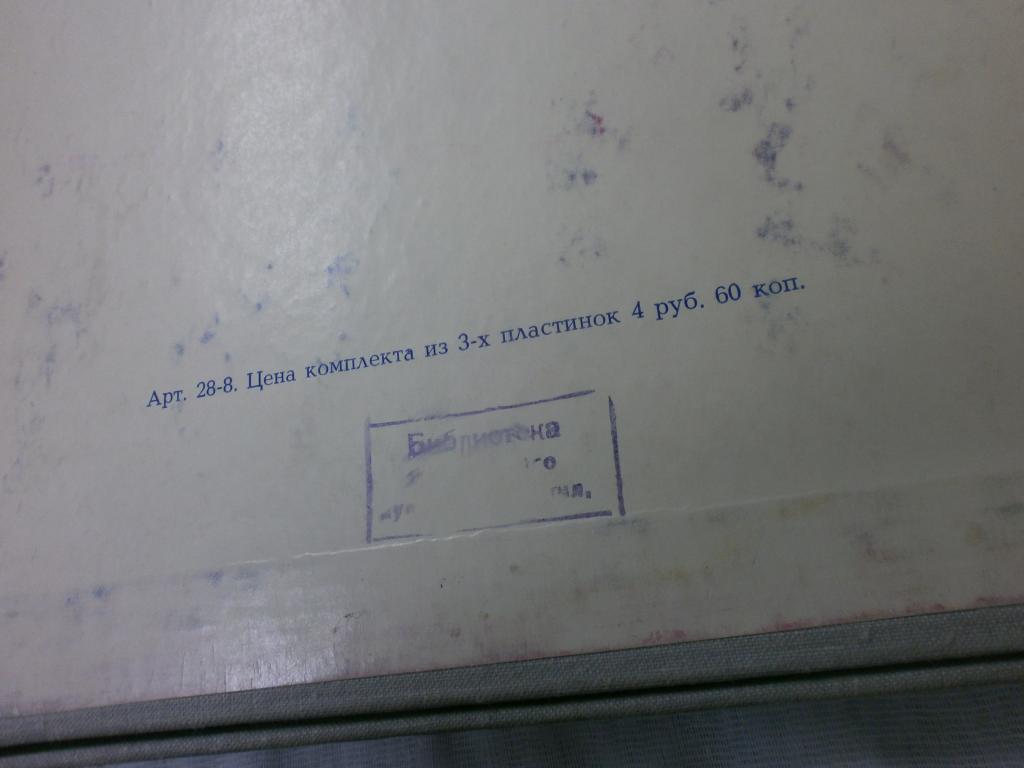 Арт. 28-8. Цена комплекта из 3-х пластинок 4 руб. 60 коп.
Библиотека